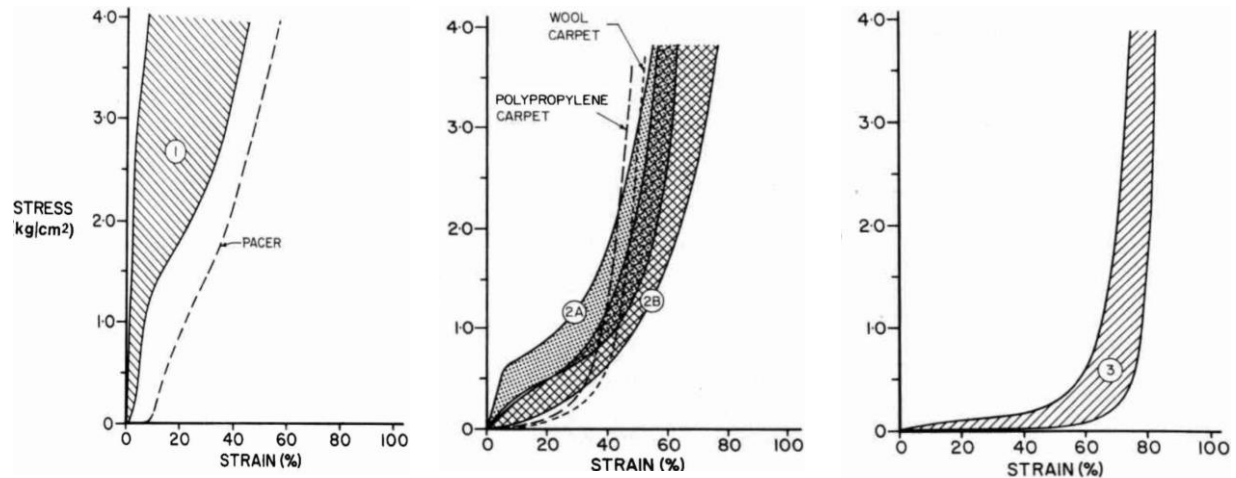 4·0
3·0
STRESS
(kg/cm²)
2·0
1·0
0
1
PACER
0 20 40 60 80 100
STRAIN (%)
4·0
3·0
2·0
1·0
0
WOOL
CARPET
POLYPROPYLENE
CARPET
2A
2B
0 20 40 60 80 100
STRAIN (%)
4·0
3·0
2·0
1·0
0
3
0 20 40 60 80 100
STRAIN (%)